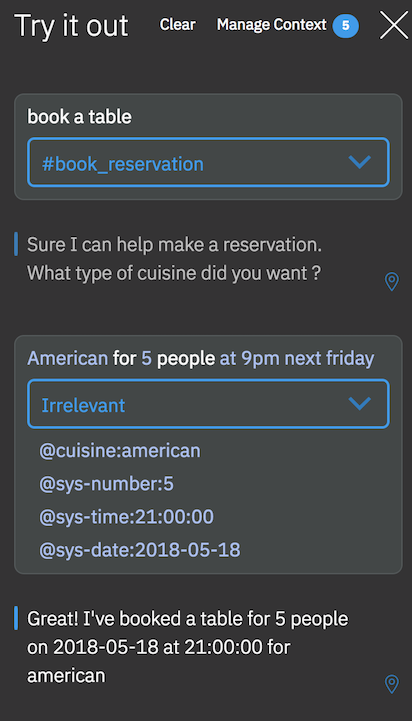 Try it out Clear Manage Context 5
book a table
#book_reservation
Sure I can help make a reservation.
What type of cuisine did you want ?
American for 5 people at 9pm next friday
Irrelevant
@cuisine:american
@sys-number:5
@sys-time:21:00:00
@sys-date:2018-05-18
Great! I've booked a table for 5 people
on 2018-05-18 at 21:00:00 for
american